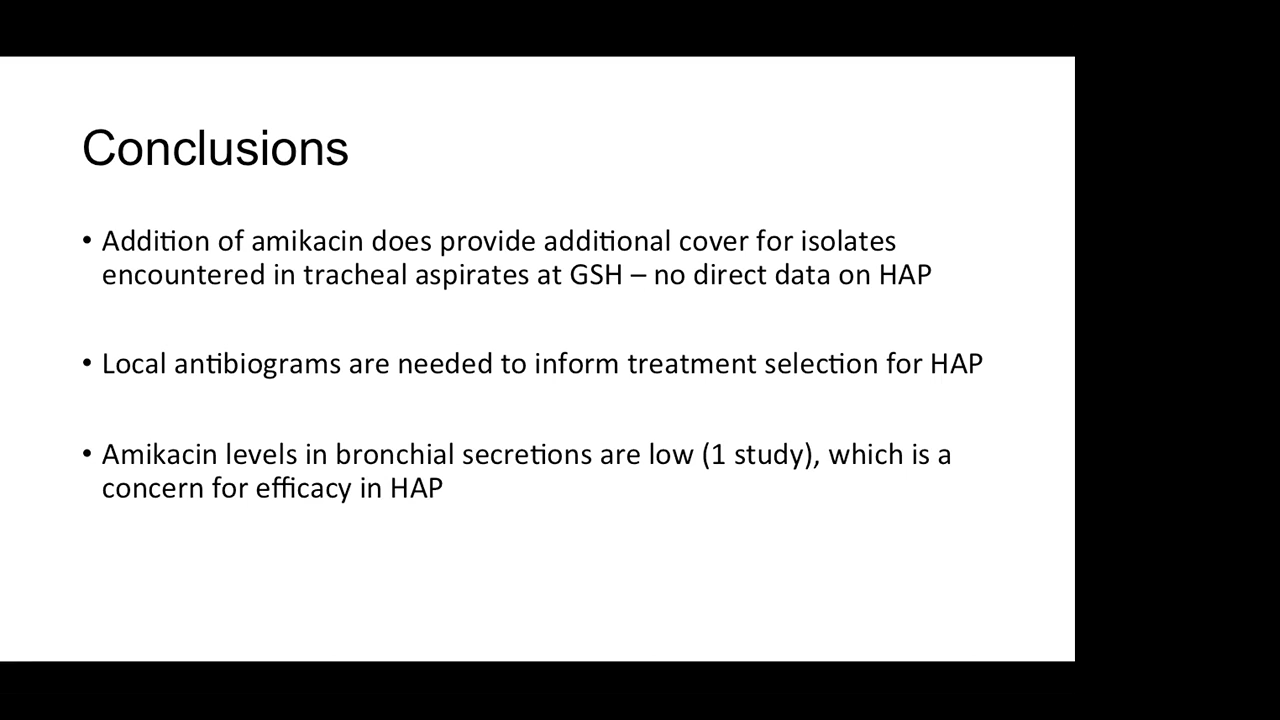 Conclusions
• Addition of amikacin does provide additional cover for isolates
encountered in tracheal aspirates at GSH – no direct data on HAP
• Local antibiograms are needed to inform treatment selection for HAP
• Amikacin levels in bronchial secretions are low (1 study), which is a
concern for efficacy in HAP